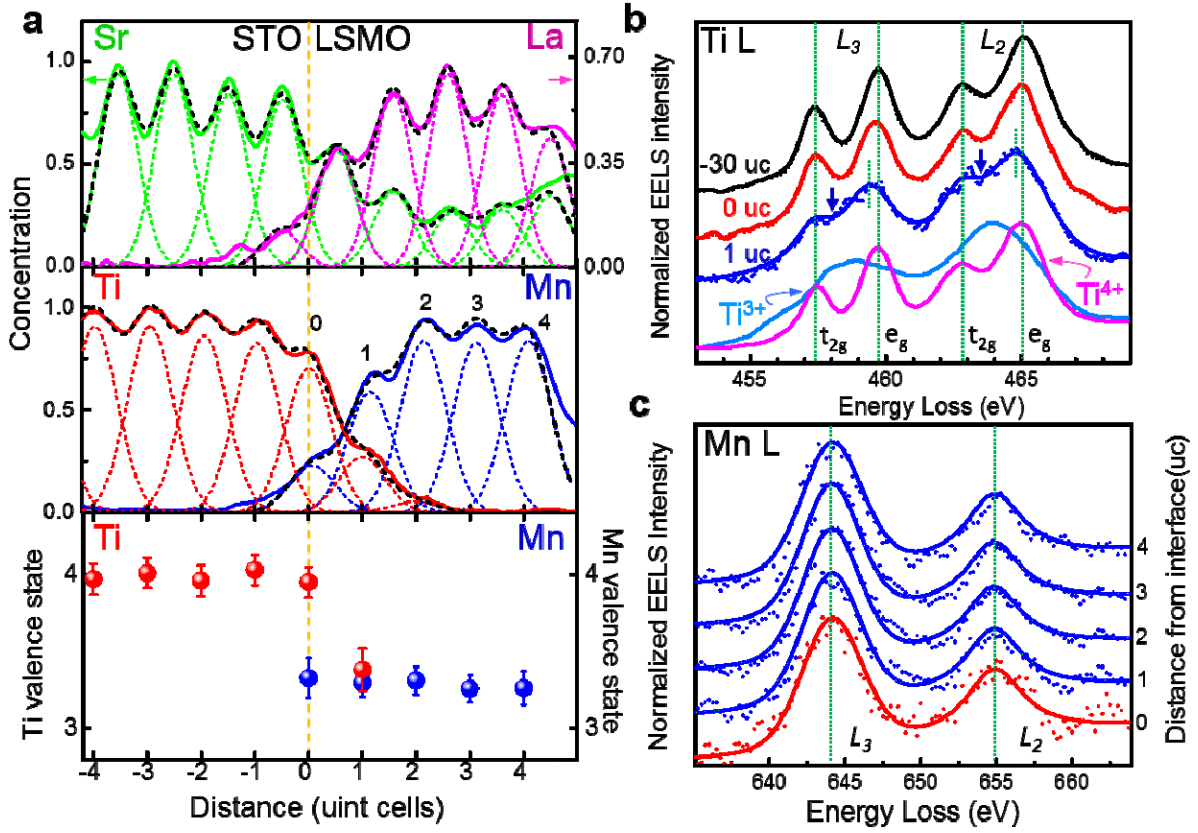 a
Sr
STO
LSMO
La
1.0
0.5
0.0
0.70
0.35
0.00
Concentration
Ti
Mn
0
1
2
3
4
1.0
0.5
0.0
Ti
Mn
4
3
4
3
Ti valence state
Mn valence state
-4 -3 -2 -1 0 1 2 3 4
Distance (uint cells)
b
Ti L
L3
L2
-30 uc
0 uc
1 uc
Ti3+
Ti4+
t2g
eg
t2g
eg
Normalized EELS intensity
455 460 465
Energy Loss (eV)
c
Mn L
4
3
2
1
0
L3
L2
Normalized EELS Intensity
Distance from interface(uc)
640 645 650 655 660
Energy Loss (eV)